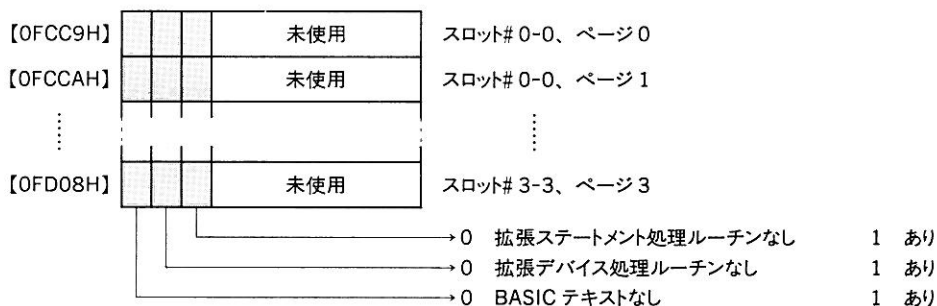 【0FCC9H】 未使用 スロット# 0-0、ページ 0
【0FCCAH】 未使用 スロット# 0-0、ページ 1
【0FD08H】 未使用 スロット# 3-3、ページ 3
0 拡張ステートメント処理ルーチンなし 1 あり
0 拡張デバイス処理ルーチンなし 1 あり
0 BASIC テキストなし 1 あり